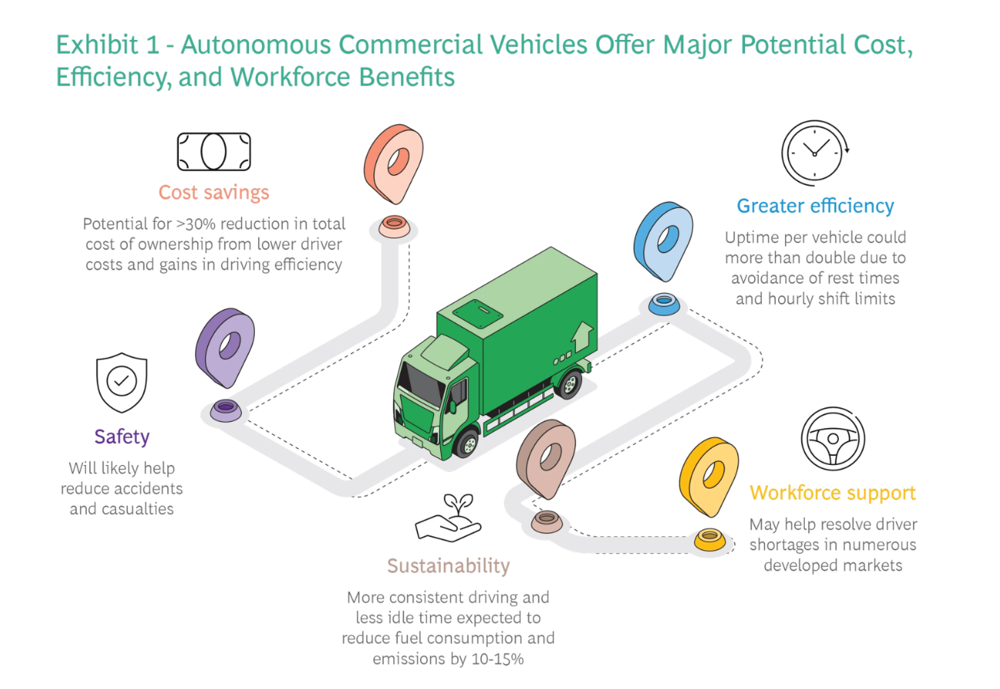 Exhibit 1 - Autonomous Commercial Vehicles Offer Major Potential Cost,
Efficiency, and Workforce Benefits
Cost savings
Potential for >30% reduction in total
cost of ownership from lower driver
costs and gains in driving efficiency
Greater efficiency
Uptime per vehicle could
more than double due to
avoidance of rest times
and hourly shift limits
Safety
Will likely help
reduce accidents
and casualties
Workforce support
May help resolve driver
shortages in numerous
developed markets
Sustainability
More consistent driving and
less idle time expected to
reduce fuel consumption and
emissions by 10-15%